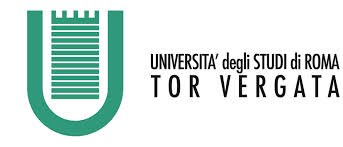 UNIVERSITA' degli STUDI di ROMA
TOR VERGATA